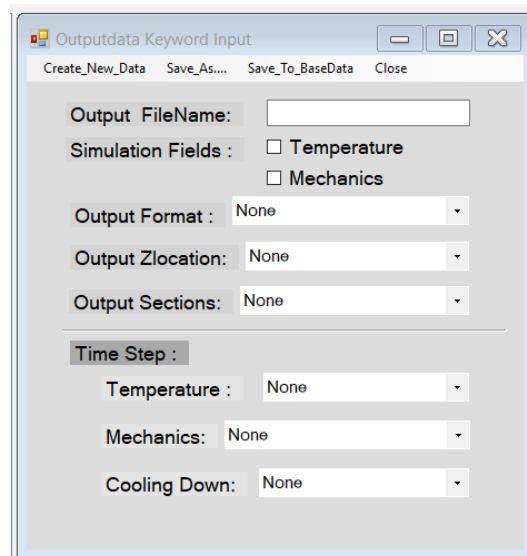 Outputdata Keyword Input
Create_New_Data Save_As.... Save_To_BaseData Close
Output FileName:
Simulation Fields : Temperature
Mechanics
Output Format : None
Output Zlocation: None
Output Sections: None
Time Step :
Temperature : None
Mechanics: None
Cooling Down: None